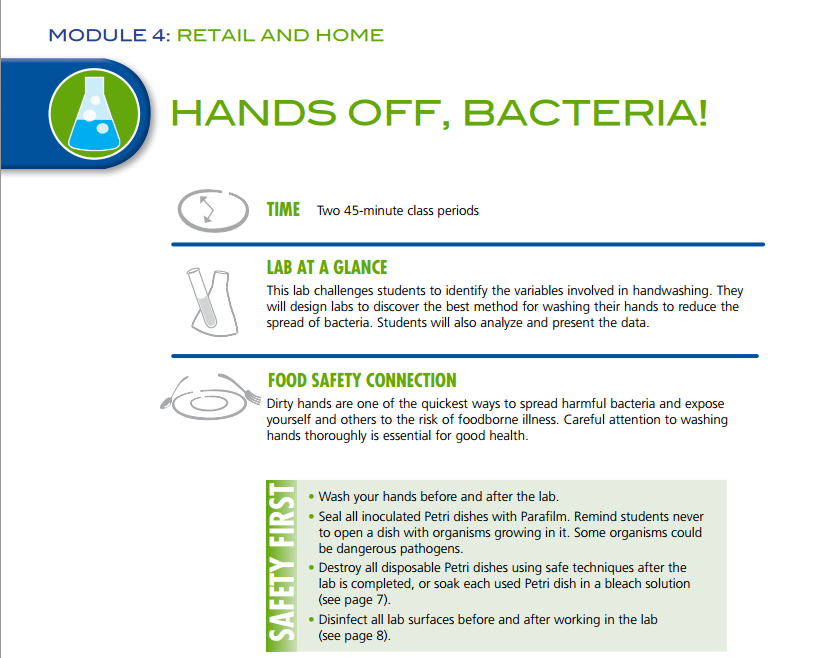 MODULE 4: RETAIL AND HOME
HANDS OFF, BACTERIA!
TIME Two 45-minute class periods
LAB AT A GLANCE
This lab challenges students to identify the variables involved in handwashing. They
will design labs to discover the best method for washing their hands to reduce the
spread of bacteria. Students will also analyze and present the data.
FOOD SAFETY CONNECTION
Dirty hands are one of the quickest ways to spread harmful bacteria and expose
yourself and others to the risk of foodborne illness. Careful attention to washing
hands thoroughly is essential for good health.
SAFETY FIRST
• Wash your hands before and after the lab.
• Seal all inoculated Petri dishes with Parafilm. Remind students never
to open a dish with organisms growing in it. Some organisms could
be dangerous pathogens.
• Destroy all disposable Petri dishes using safe techniques after the
lab is completed, or soak each used Petri dish in a bleach solution
(see page 7).
• Disinfect all lab surfaces before and after working in the lab
(see page 8).